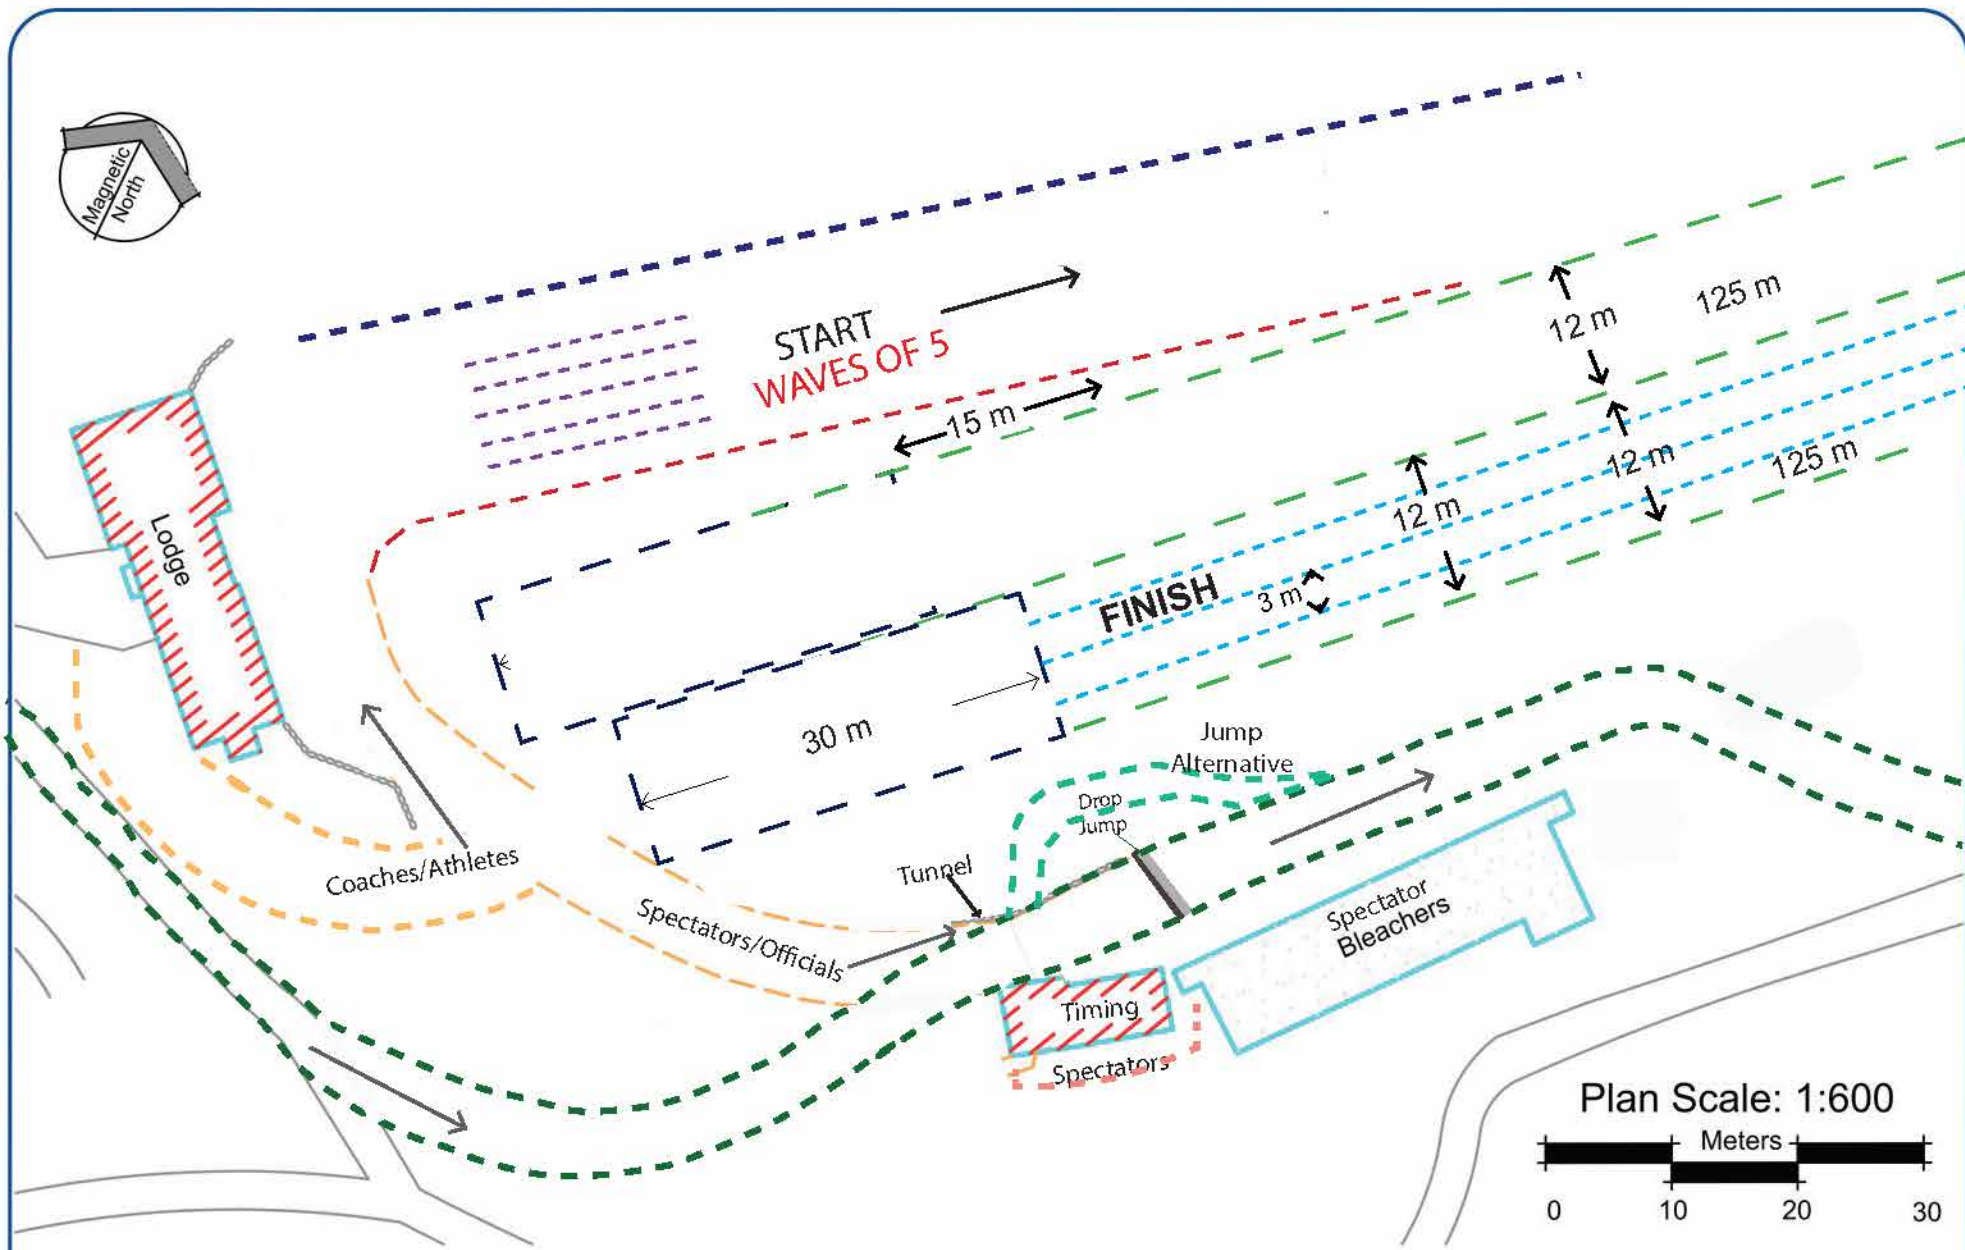 Magnetic
North
START
WAVES OF 5
15 m
12 m
125 m
12 m
125 m
12 m
3 m
FINISH
Lodge
30 m
Jump
Alternative
Drop
Jump
Tunnel
Coaches/Athletes
Spectators/Officials
Spectator
Bleachers
Timing
Spectators
Plan Scale: 1:600
Meters
0 10 20 30